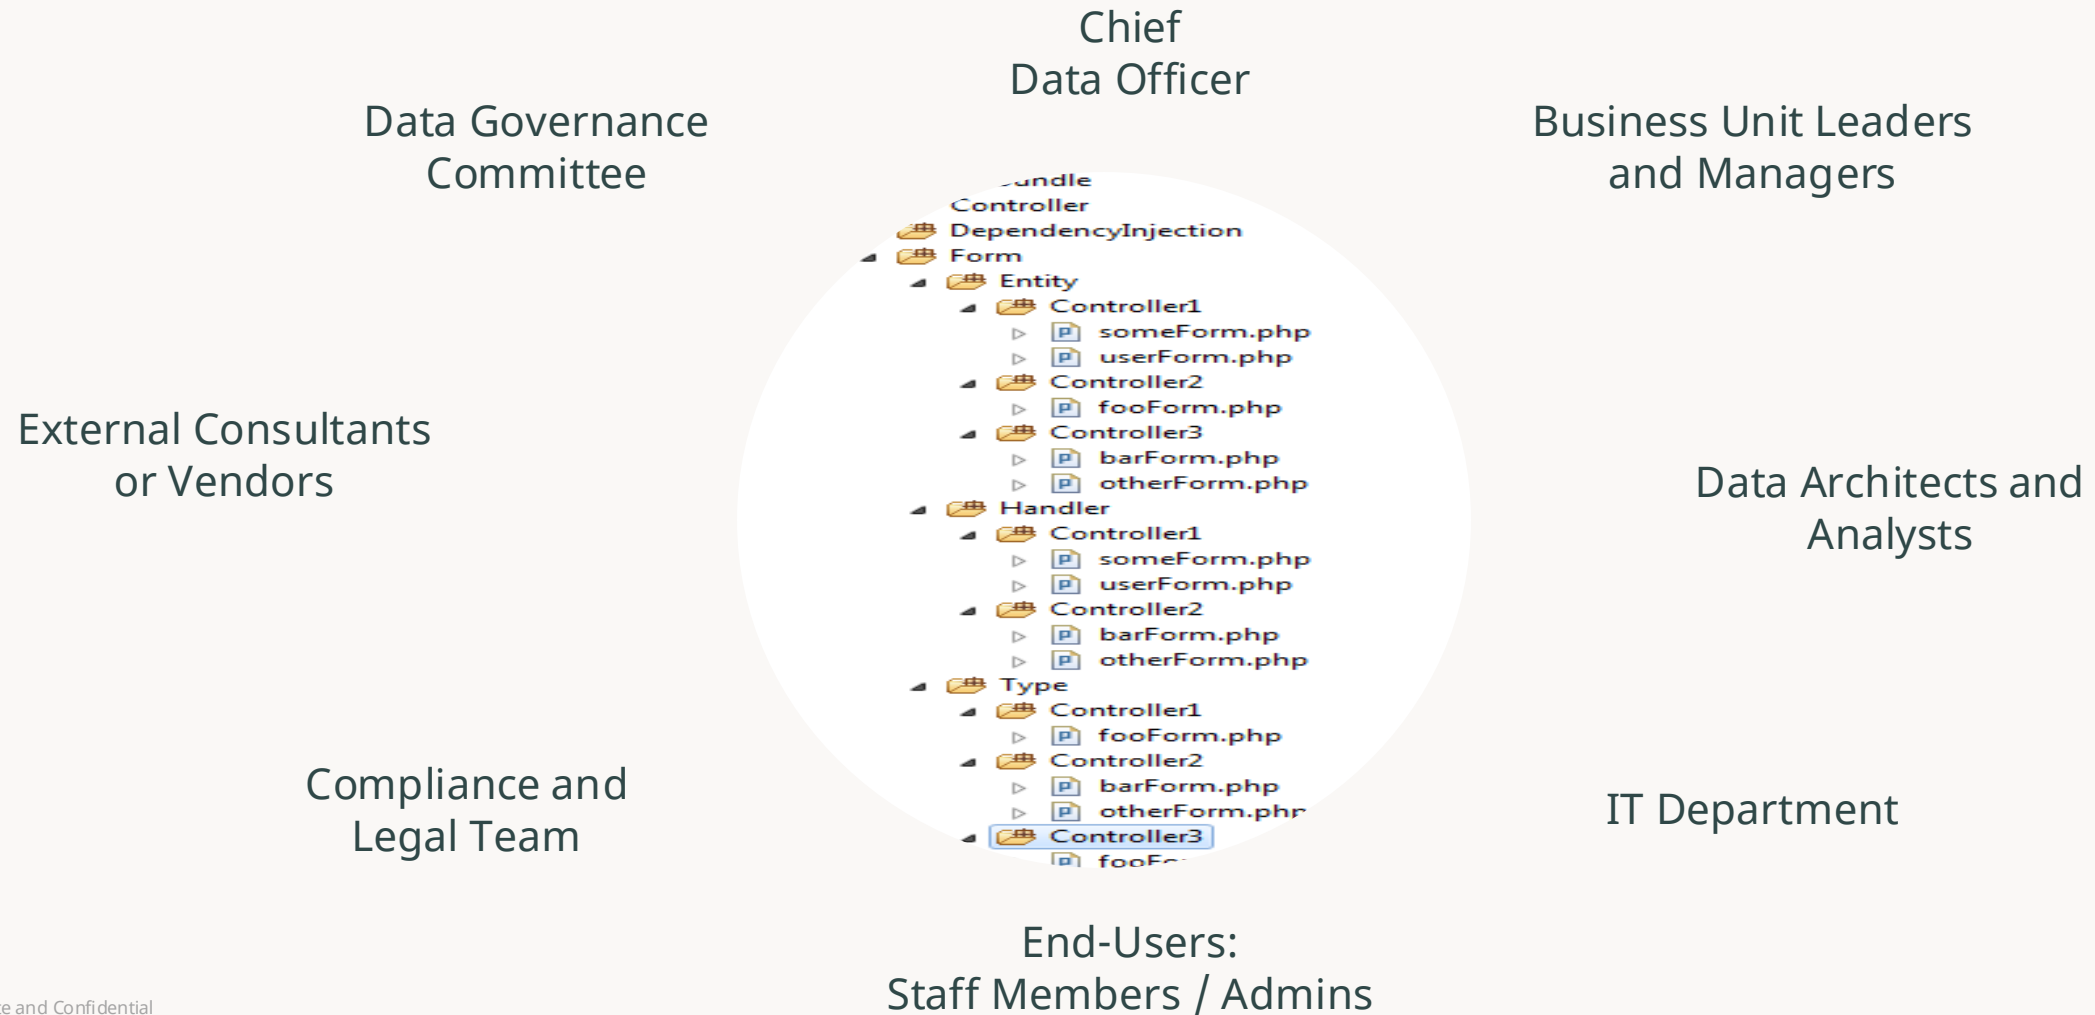 Chief
Data Officer
Data Governance
Committee
Business Unit Leaders
and Managers
Controller
DependencyInjection
Form
Entity
Controller1
someForm.php
userForm.php
Controller2
fooForm.php
Controller3
barForm.php
otherForm.php
Handler
Controller1
someForm.php
userForm.php
Controller2
barForm.php
otherForm.php
Type
Controller1
fooForm.php
Controller2
barForm.php
otherForm.php
Controller3
External Consultants
or Vendors
Data Architects and
Analysts
Compliance and
Legal Team
IT Department
End-Users:
Staff Members / Admins
and Confidential